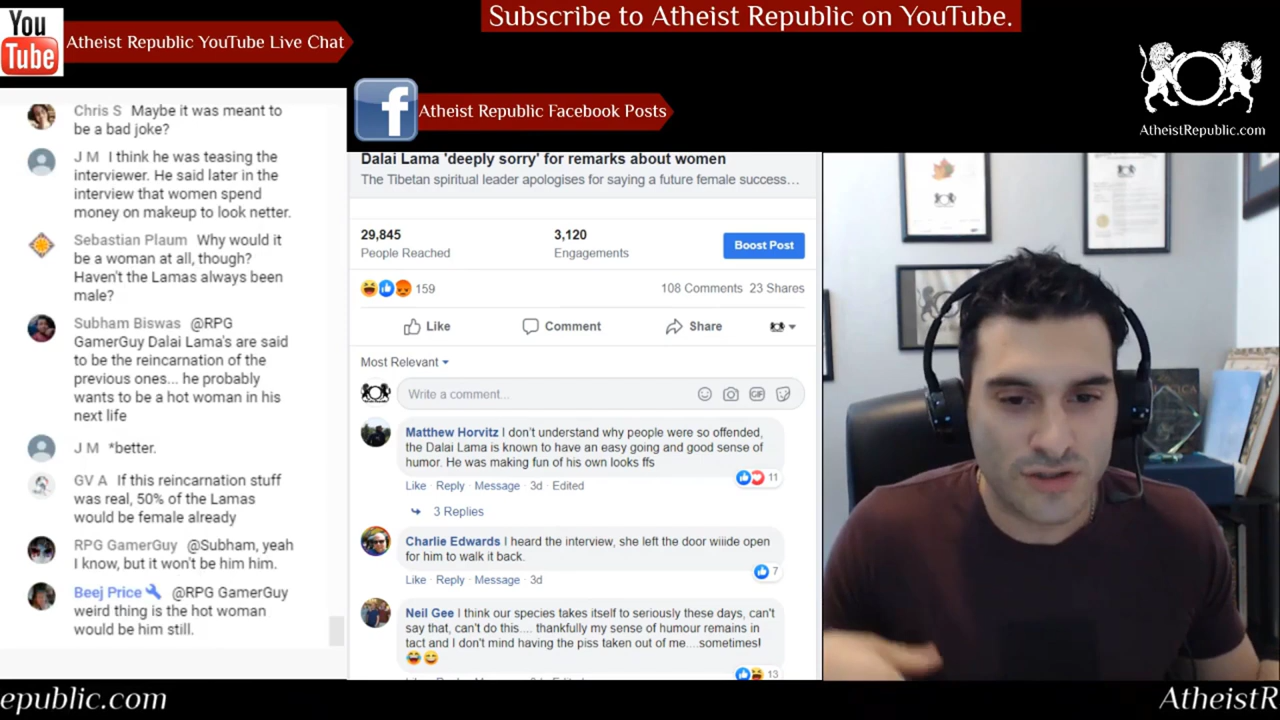 Subscribe to Atheist Republic on YouTube.
You
Tube
Atheist Republic YouTube Live Chat
AtheistRepublic.com
f
Atheist Republic Facebook Posts
Chris S Maybe it was meant to
be a bad joke?
J M I think he was teasing the
interviewer. He said later in the
interview that women spend
money on makeup to look netter.
Sebastian Plaum Why would it
be a woman at all, though?
Haven't the Lamas always been
male?
Subham Biswas @RPG
GamerGuy Dalai Lama's are said
to be the reincarnation of the
previous ones... he probably
wants to be a hot woman in his
next life
J M *better.
GV A If this reincarnation stuff
was real, 50% of the Lamas
would be female already
RPG GamerGuy @Subham, yeah
I know, but it won't be him him.
Beej Price @RPG GamerGuy
weird thing is the hot woman
would be him still.
Dalai Lama 'deeply sorry' for remarks about women
The Tibetan spiritual leader apologises for saying a future female success...
29,845
People Reached
3,120
Engagements
Boost Post
159
108 Comments 23 Shares
Like
Comment
Share
Most Relevant
Write a comment...
GIF
Matthew Horvitz I don't understand why people were so offended,
the Dalai Lama is known to have an easy going and good sense of
humor. He was making fun of his own looks ffs
11
Like · Reply · Message · 3d · Edited
3 Replies
Charlie Edwards I heard the interview, she left the door wiiide open
for him to walk it back.
7
Like · Reply · Message · 3d
Neil Gee I think our species takes itself to seriously these days, can't
say that, can't do this.... thankfully my sense of humour remains in
tact and I don't mind having the piss taken out of me....sometimes!
13
epublic.com
AtheistR